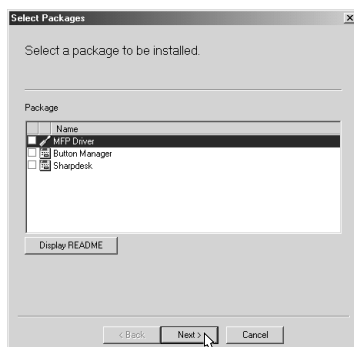 Select Packages
Select a package to be installed.
Package
Name
MFP Driver
Button Manager
Sharpdesk
Display README
< Back
Next >
Cancel